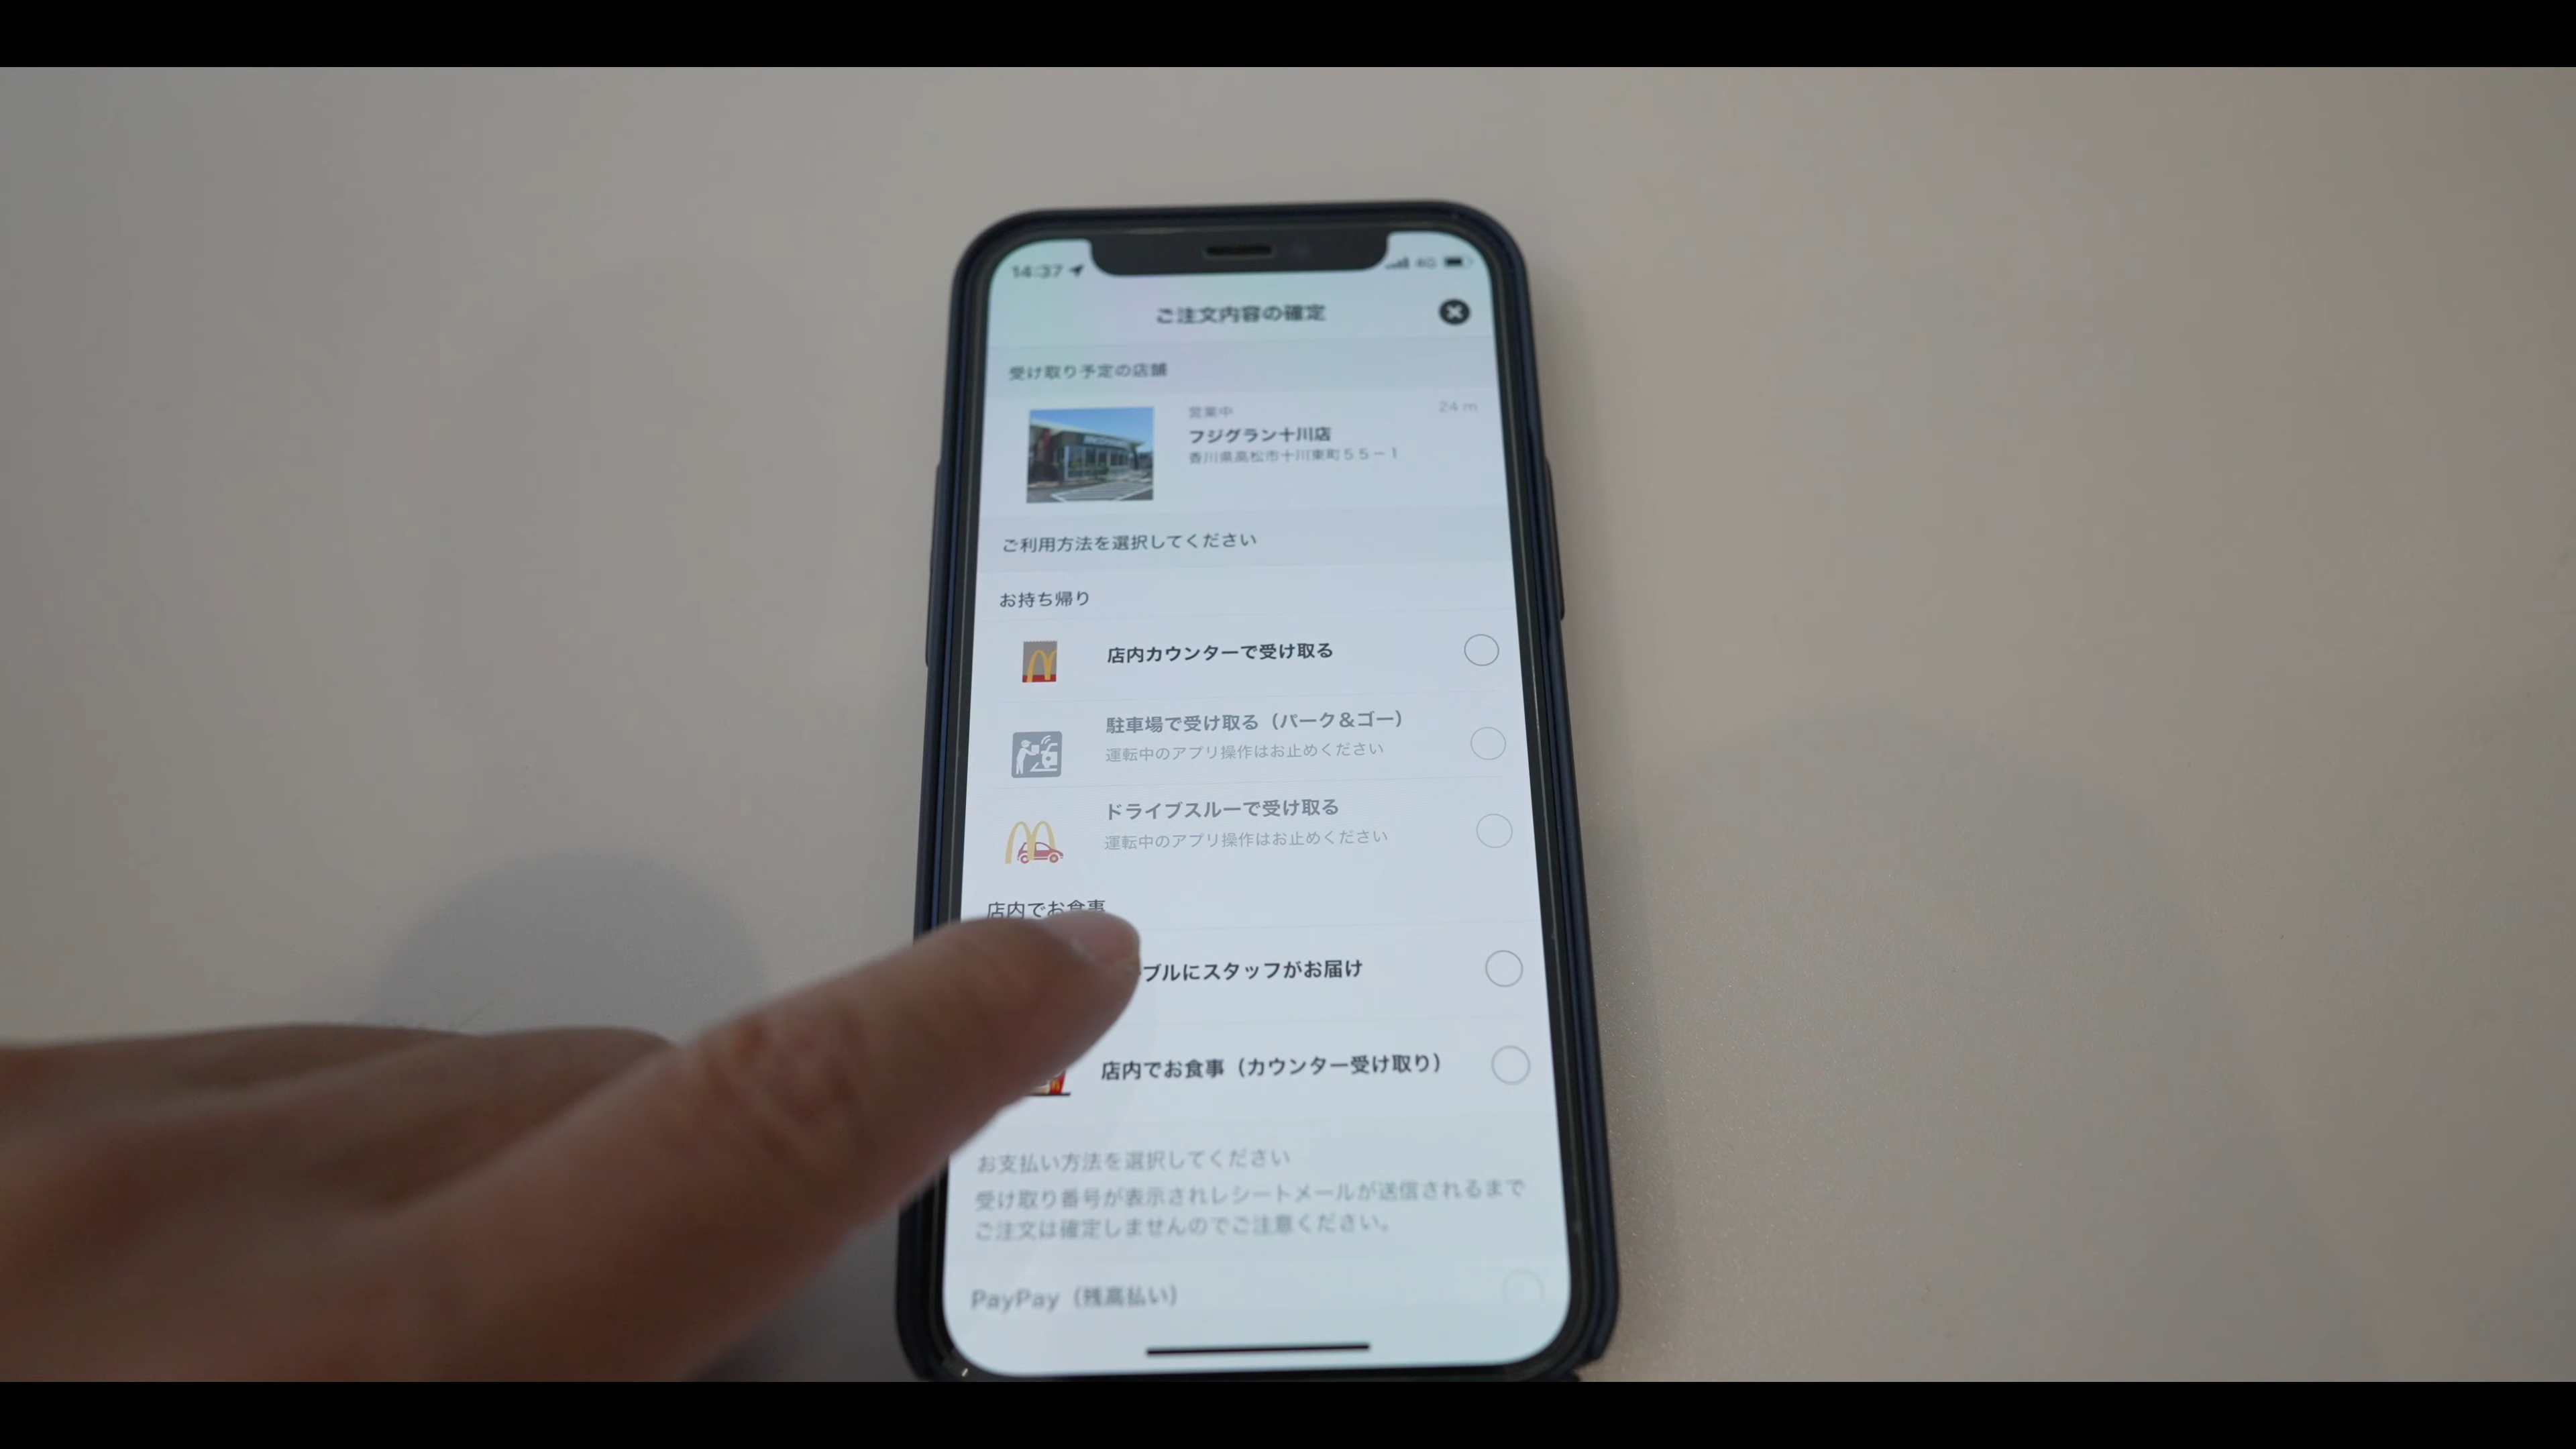 14:37
4G
ご注文内容の確定
受け取り予定の店舗
営業中
24 m
フジグラン十川店
香川県高松市十川東町55-1
ご利用方法を選択してください
お持ち帰り
店内カウンターで受け取る
駐車場で受け取る（パーク＆ゴー）
運転中のアプリ操作はお止めください
ドライブスルーで受け取る
運転中のアプリ操作はお止めください
店内でお食事
ブルにスタッフがお届け
店内でお食事（カウンター受け取り）
お支払い方法を選択してください
受け取り番号が表示されレシートメールが送信されるまで
ご注文は確定しませんのでご注意ください。
PayPay（残高払い）